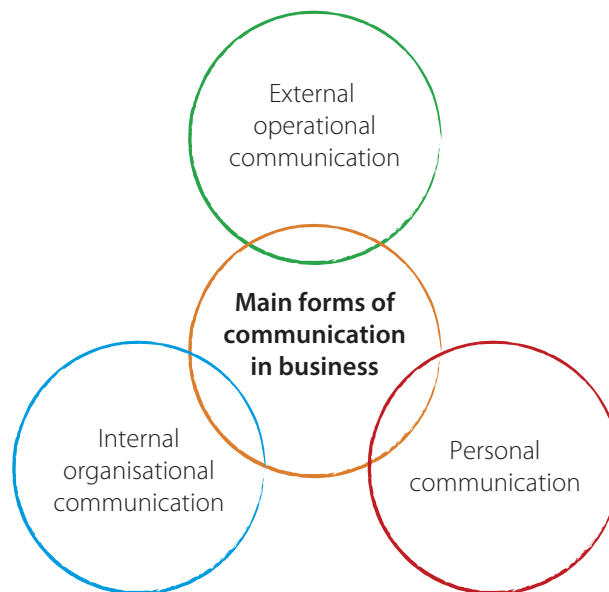 External
operational
communication
Main forms of
communication
in business
Internal
organisational
communication
Personal
communication